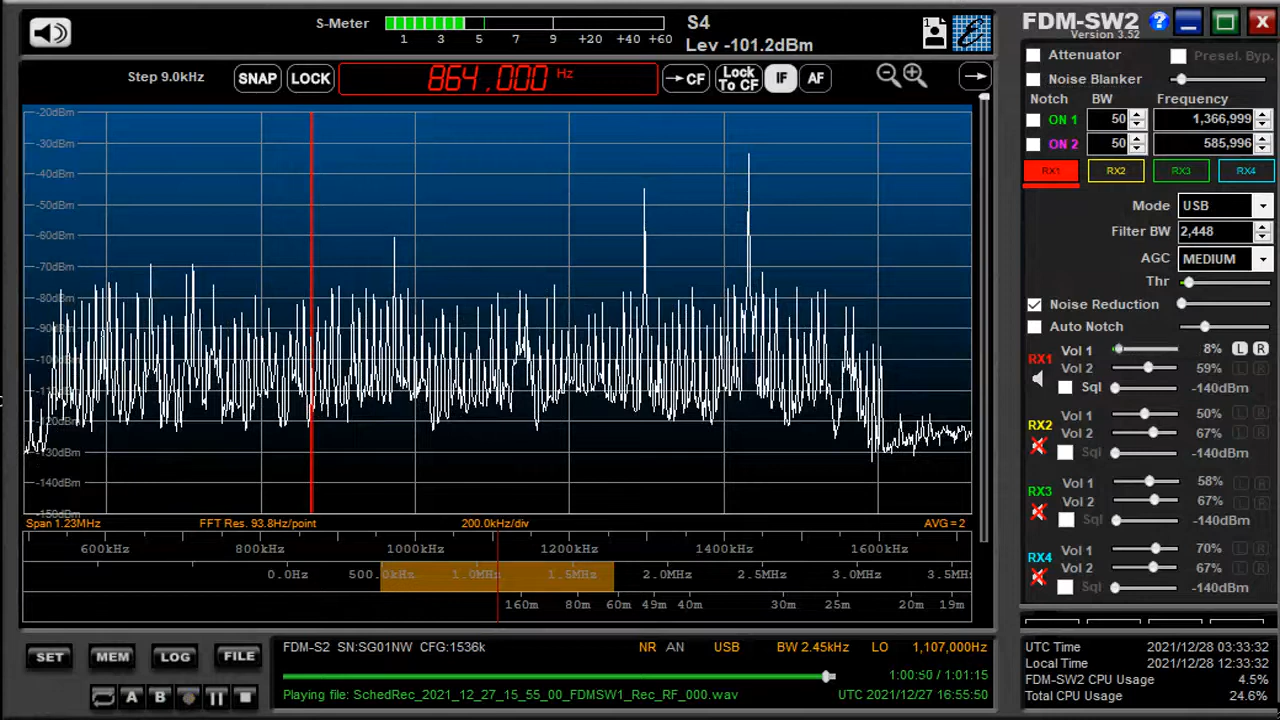 S-Meter
1 3 5 7 9 +20 +40 +60
S4
Lev -101.2dBm
1
FDM-SW2 ?
Version 3.52
Step 9.0kHz
SNAP LOCK
864,000 Hz
→CF
Lock To CF
IF AF
Attenuator
Presel. Byp.
Noise Blanker
Notch BW Frequency
ON 1 50 1,366,999
ON 2 50 585,996
RX1 RX2 RX3 RX4
Mode USB
Filter BW 2,448
AGC MEDIUM
Thr
Noise Reduction
Auto Notch
RX1
Vol 1 8% L R
Vol 2 59% L R
Sql -140dBm
RX2
Vol 1 50% L R
Vol 2 67% L R
Sql -140dBm
RX3
Vol 1 58% L R
Vol 2 67% L R
Sql -140dBm
RX4
Vol 1 70% L R
Vol 2 67% L R
Sql -140dBm
-20dBm
-30dBm
-40dBm
-50dBm
-60dBm
-70dBm
-80dBm
-90dBm
-100dBm
-110dBm
-120dBm
-130dBm
-140dBm
-150dBm
Span 1.23MHz FFT Res. 93.8Hz/point 200.0kHz/div AVG=2
600kHz 800kHz 1000kHz 1200kHz 1400kHz 1600kHz
0.0Hz 500.0kHz 1.0MHz 1.5MHz 2.0MHz 2.5MHz 3.0MHz 3.5MHz
160m 80m 60m 49m 40m 30m 25m 20m 19m
SET MEM LOG FILE
A B
FDM-S2 SN:SG01NW CFG:1536k NR AN USB BW 2.45kHz LO 1,107,000Hz
1:00:50 / 1:01:15
Playing file: SchedRec_2021_12_27_15_55_00_FDMSW1_Rec_RF_000.wav UTC 2021/12/27 16:55:50
UTC Time 2021/12/28 03:33:32
Local Time 2021/12/28 12:33:32
FDM-SW2 CPU Usage 4.5%
Total CPU Usage 24.6%